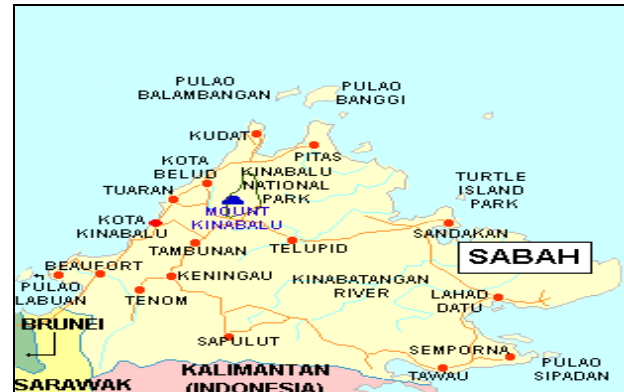 PULAO
BALAMBANGAN
PULAO
BANGGI
KUDAT
PITAS
KOTA
BELUD
KINABALU
NATIONAL
PARK
TURTLE
ISLAND
PARK
TUARAN
MOUNT
KINABALU
KOTA
KINABALU
SANDAKAN
TAMBUNAN
TELUPID
SABAH
BEAUFORT
KENINGAU
KINABATANGAN
RIVER
PULAO
LABUAN
TENOM
LAHAD
DATU
BRUNEI
SAPULUT
SEMPORNA
PULAO
SIPADAN
KALIMANTAN
(INDONESIA)
TAWAU
SARAWAK